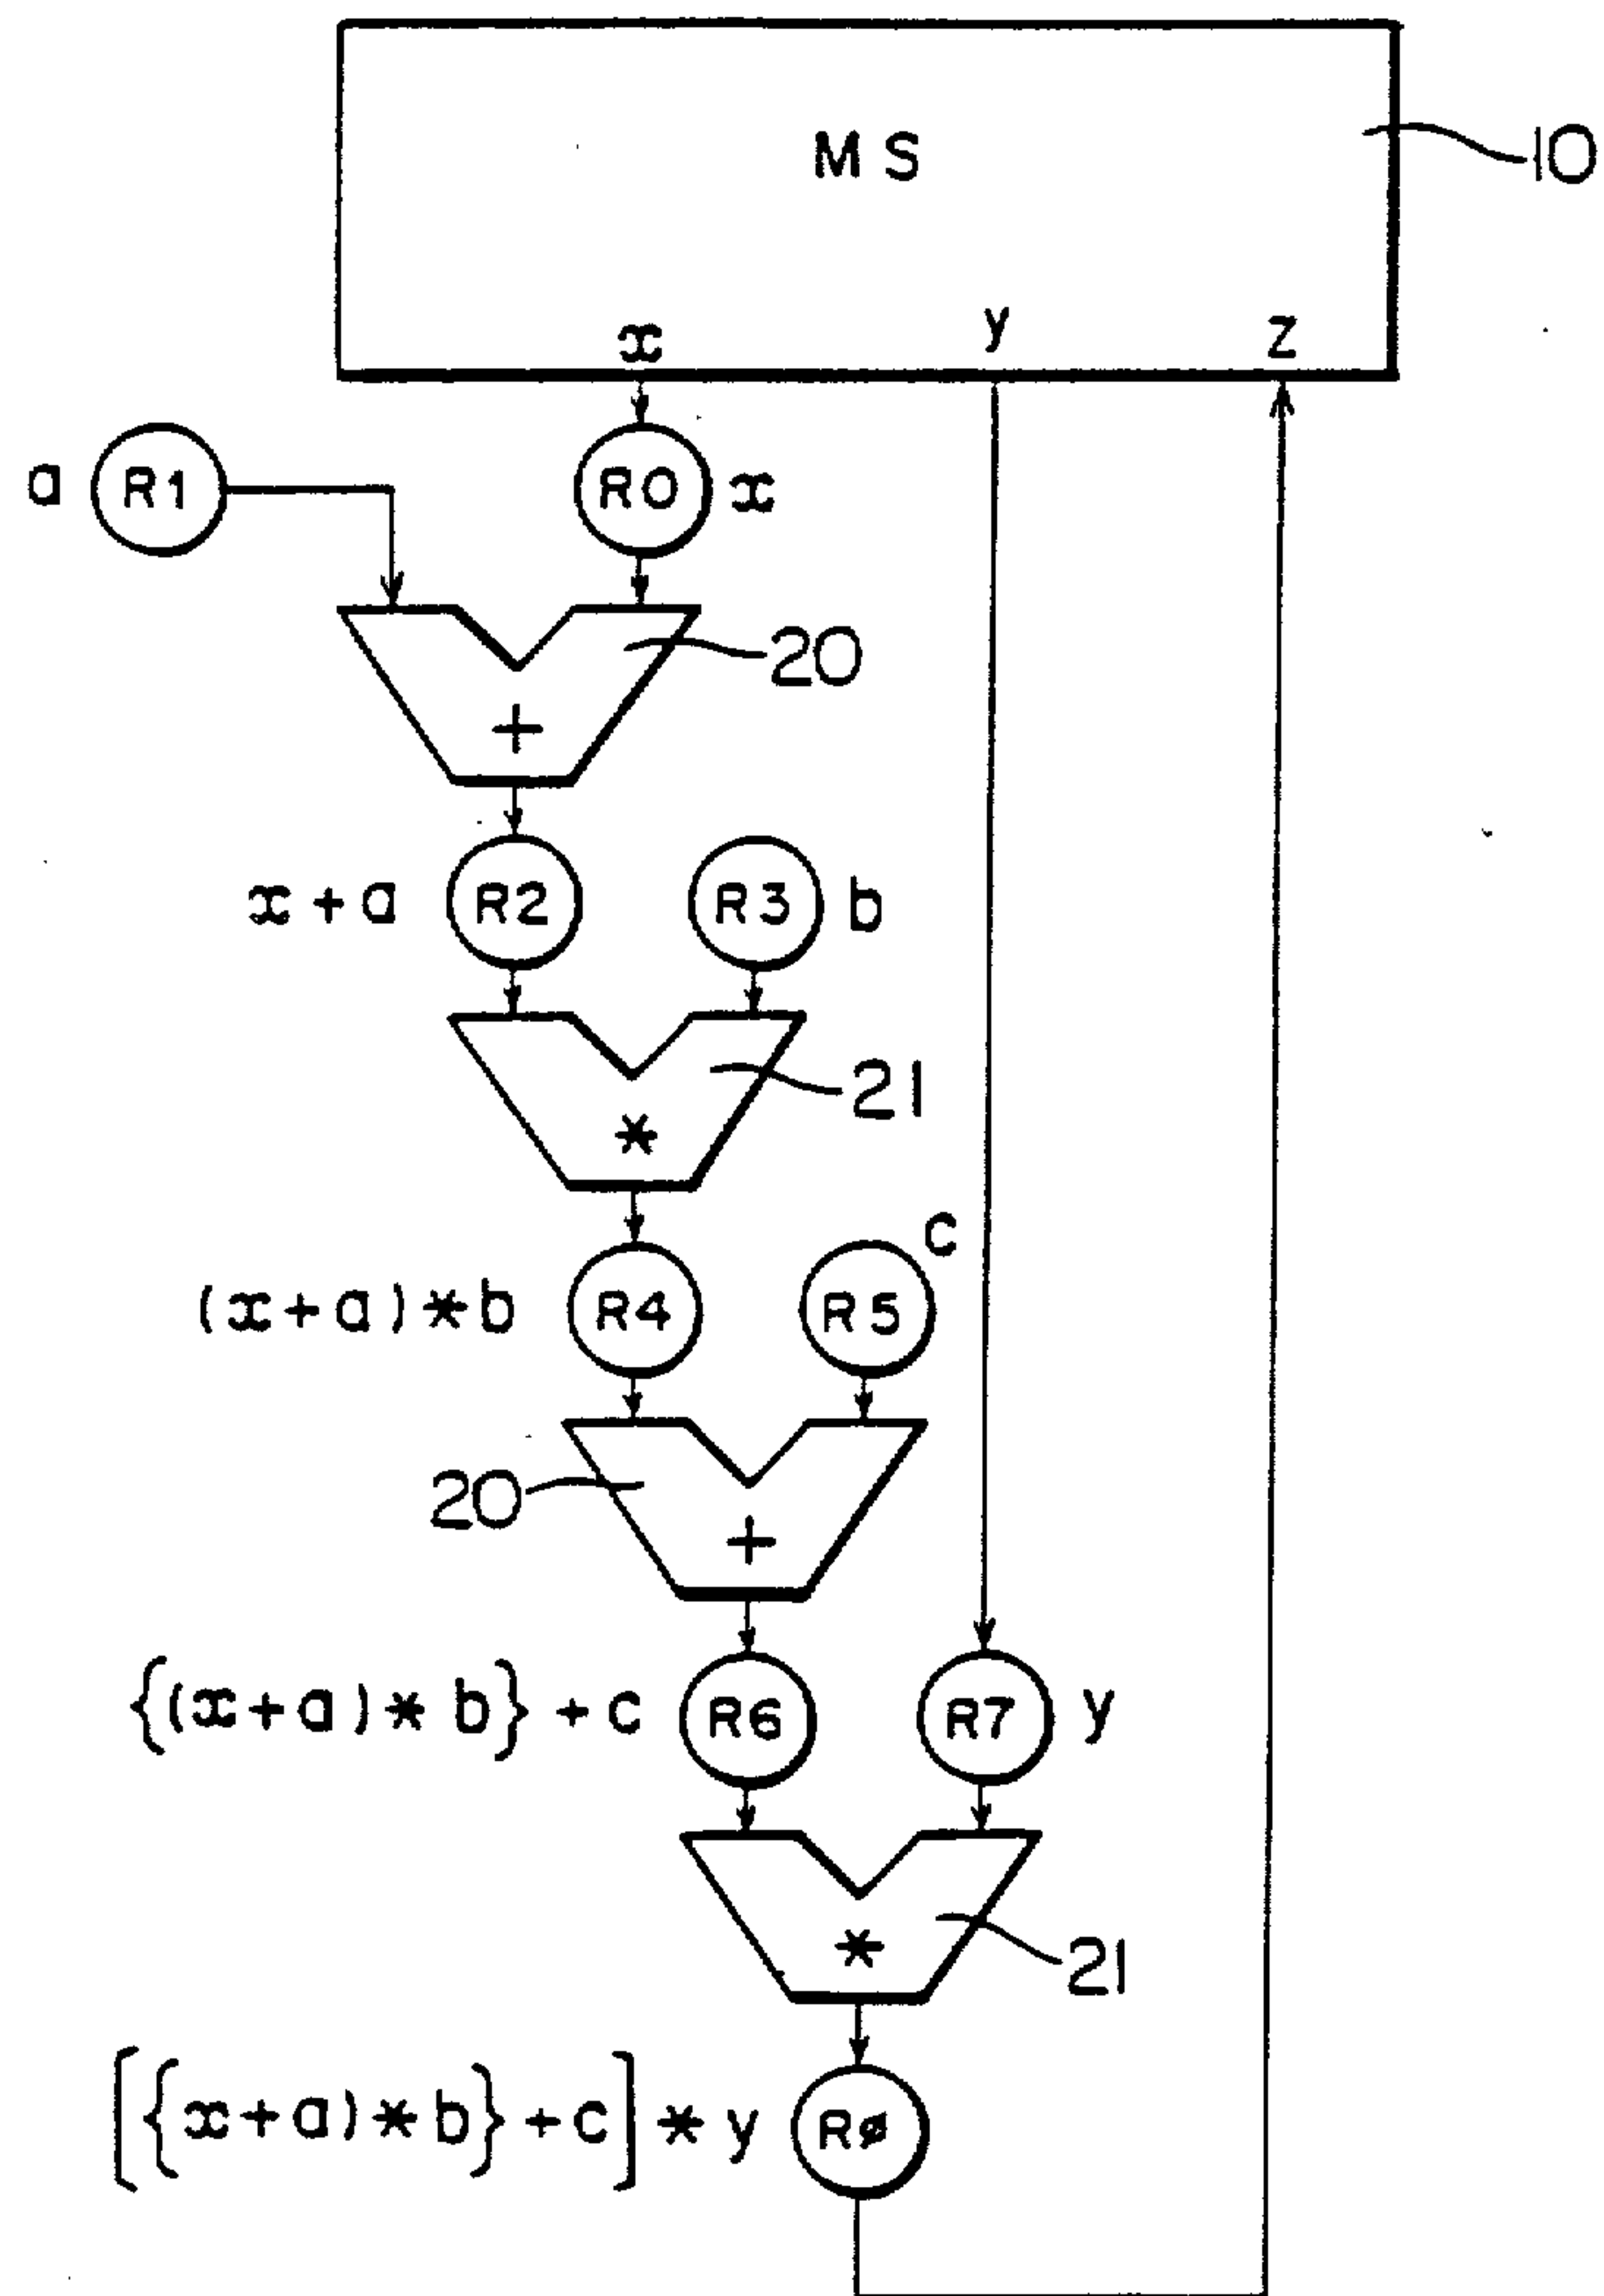 MS
10
x y z
a R1 R0 x
20
+
x+a R2 R3 b
21
*
c
(x+a)*b R4 R5
20
+
{(x+a)*b}+c R6 R7 y
*
21
[{x+a)*b}+c]*y RØ